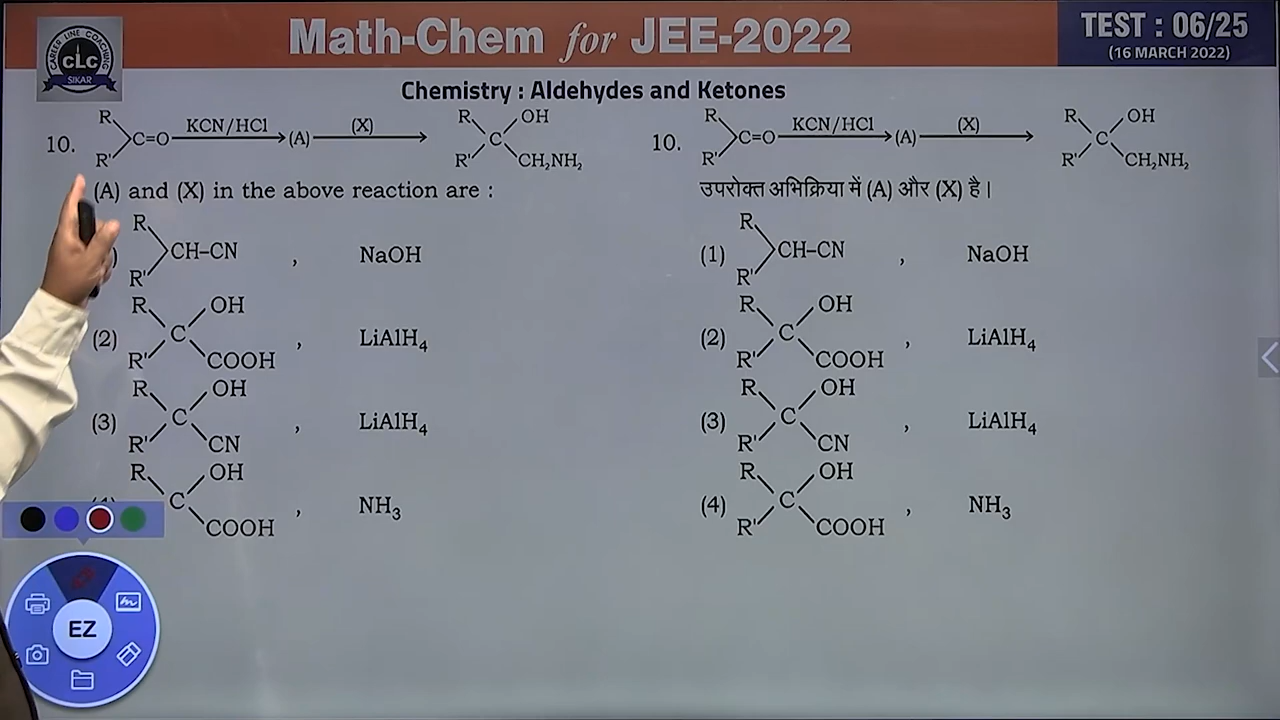 CAREER LINE COACHING
CLC
SIKAR
Math-Chem for JEE-2022
TEST : 06/25
(16 MARCH 2022)
Chemistry : Aldehydes and Ketones
10.
R
R'
C=O
KCN/HCl
(A)
(X)
R
OH
C
R'
CH₂NH₂
(A) and (X) in the above reaction are :
)
R
CH–CN
R'
,
NaOH
(2)
R
OH
C
R'
COOH
,
LiAlH₄
(3)
R
OH
C
R'
CN
,
LiAlH₄
R
OH
C
COOH
,
NH₃
10.
R
R'
C=O
KCN/HCl
(A)
(X)
R
OH
C
R'
CH₂NH₂
उपरोक्त अभिक्रिया में (A) और (X) है।
(1)
R
CH–CN
R'
,
NaOH
(2)
R
OH
C
R'
COOH
,
LiAlH₄
(3)
R
OH
C
R'
CN
,
LiAlH₄
(4)
R
OH
C
R'
COOH
,
NH₃
EZ